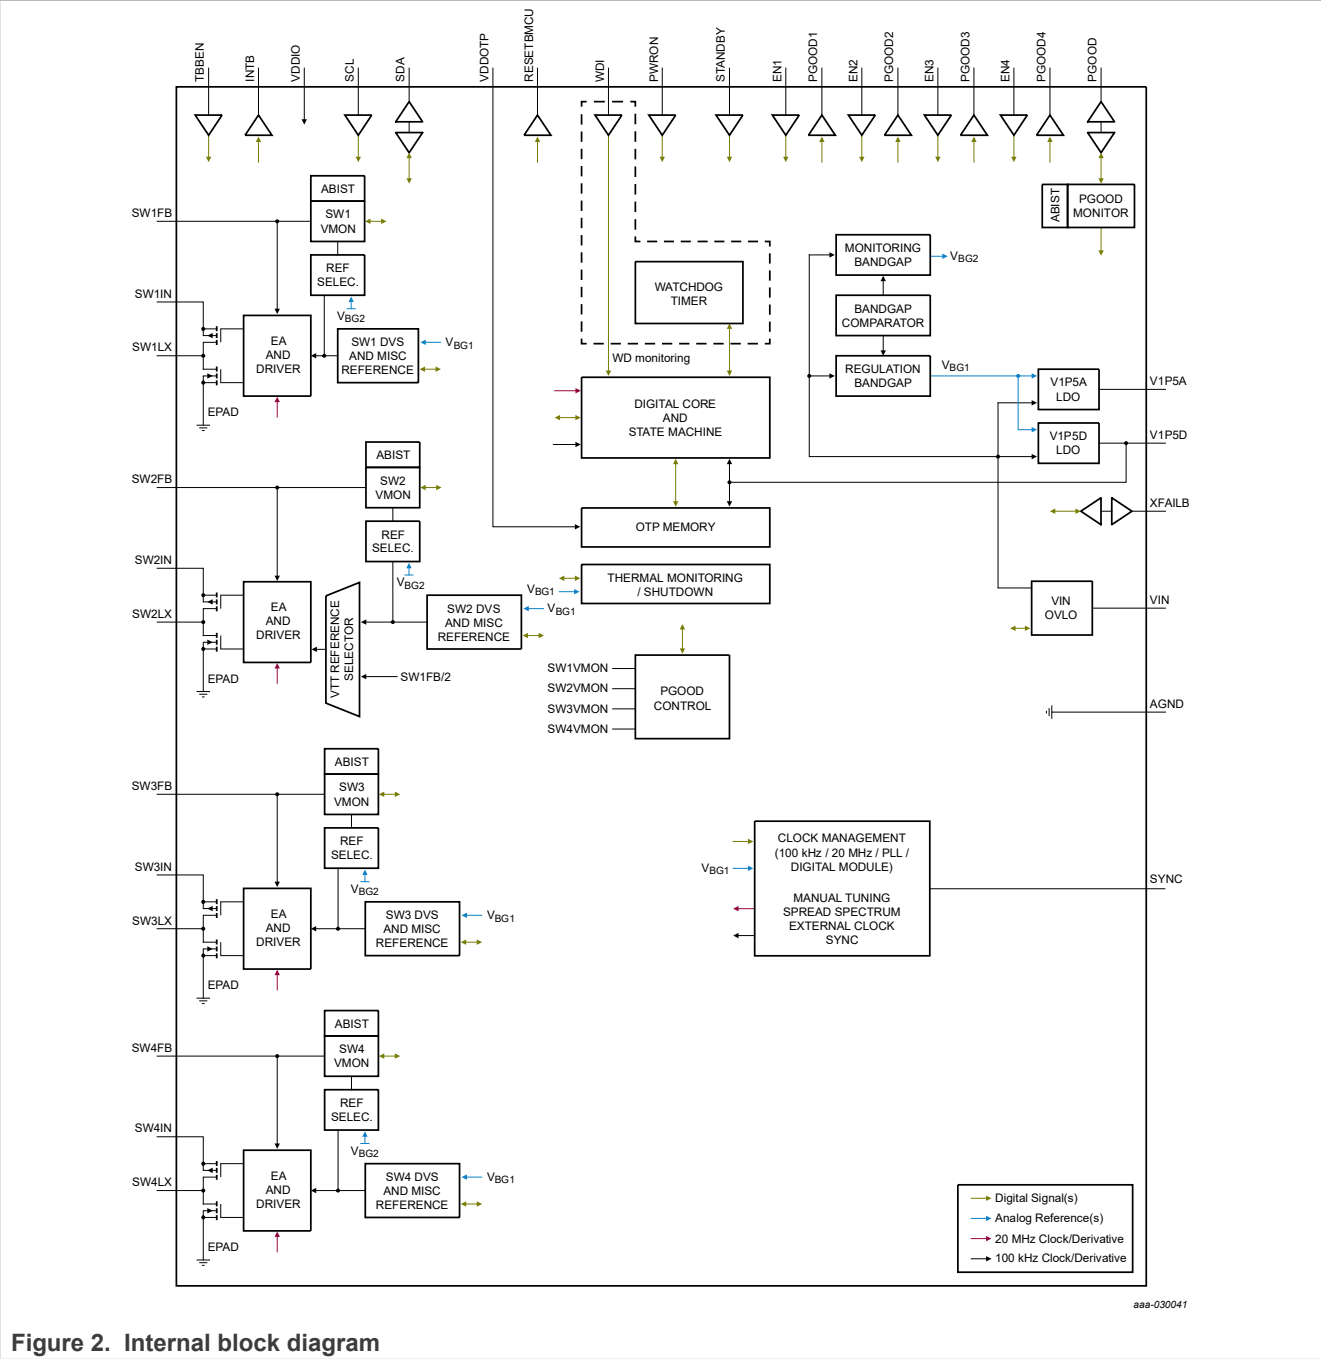 TBBEN
INTB
VDDIO
SCL
SDA
VDDOTP
RESETBMCU
WDI
PWRON
STANDBY
EN1
PGOOD1
EN2
PGOOD2
EN3
PGOOD3
EN4
PGOOD4
PGOOD
ABIST
PGOOD
MONITOR
SW1FB
ABIST
SW1
VMON
REF
SELEC.
VBG2
SW1IN
SW1LX
EA
AND
DRIVER
SW1 DVS
AND MISC
REFERENCE
VBG1
EPAD
WATCHDOG
TIMER
WD monitoring
MONITORING
BANDGAP
VBG2
BANDGAP
COMPARATOR
REGULATION
BANDGAP
VBG1
V1P5A
LDO
V1P5A
V1P5D
LDO
V1P5D
DIGITAL CORE
AND
STATE MACHINE
OTP MEMORY
XFAILB
SW2FB
ABIST
SW2
VMON
REF
SELEC.
VBG2
SW2IN
SW2LX
EA
AND
DRIVER
VTT REFERENCE
SELECTOR
SW2 DVS
AND MISC
REFERENCE
VBG1
SW1FB/2
EPAD
VBG1
THERMAL MONITORING
/ SHUTDOWN
VIN
OVLO
VIN
SW1VMON
SW2VMON
SW3VMON
SW4VMON
PGOOD
CONTROL
AGND
SW3FB
ABIST
SW3
VMON
REF
SELEC.
VBG2
SW3IN
SW3LX
EA
AND
DRIVER
SW3 DVS
AND MISC
REFERENCE
VBG1
EPAD
VBG1
CLOCK MANAGEMENT
(100 kHz / 20 MHz / PLL /
DIGITAL MODULE)
MANUAL TUNING
SPREAD SPECTRUM
EXTERNAL CLOCK
SYNC
SYNC
SW4FB
ABIST
SW4
VMON
REF
SELEC.
VBG2
SW4IN
SW4LX
EA
AND
DRIVER
SW4 DVS
AND MISC
REFERENCE
VBG1
EPAD
Digital Signal(s)
Analog Reference(s)
20 MHz Clock/Derivative
100 kHz Clock/Derivative
aaa-030041
Figure 2. Internal block diagram